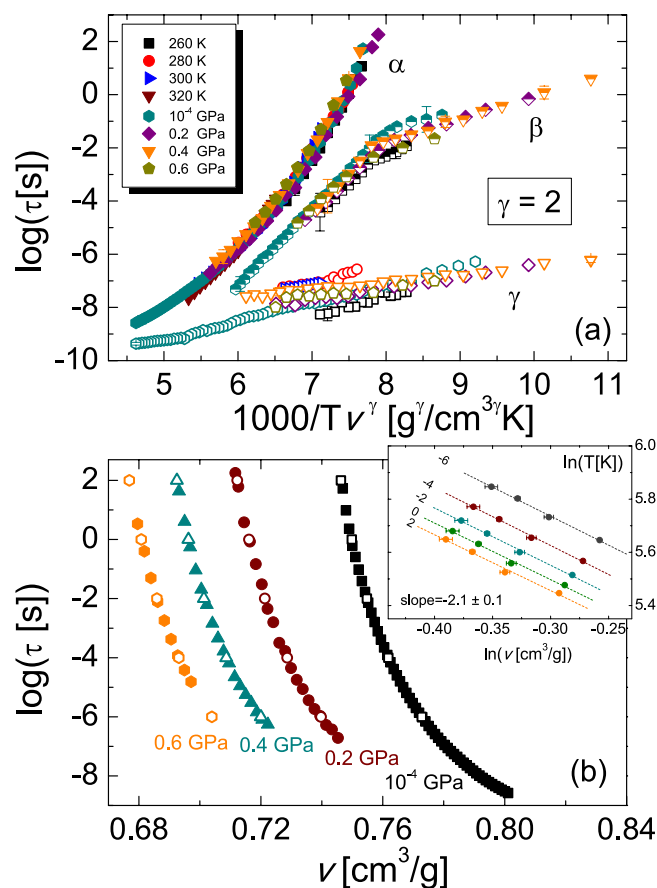 (a)
log(τ[s])
2
0
-2
-4
-6
-8
-10
260 K
280 K
300 K
320 K
10⁻⁴ GPa
0.2 GPa
0.4 GPa
0.6 GPa
α
β
γ = 2
γ
5 6 7 8 9 10 11
1000/Tν^γ [g^γ/cm^3γK]
(b)
log(τ [s])
2
0
-2
-4
-6
-8
0.6 GPa
0.4 GPa
0.2 GPa
10⁻⁴ GPa
0.68 0.72 0.76 0.80 0.84
ν [cm³/g]
ln(T[K])
6.0
5.8
5.6
5.4
-6
-4
-2
0
2
slope=-2.1 ± 0.1
-0.40 -0.35 -0.30 -0.25
ln(ν [cm³/g])